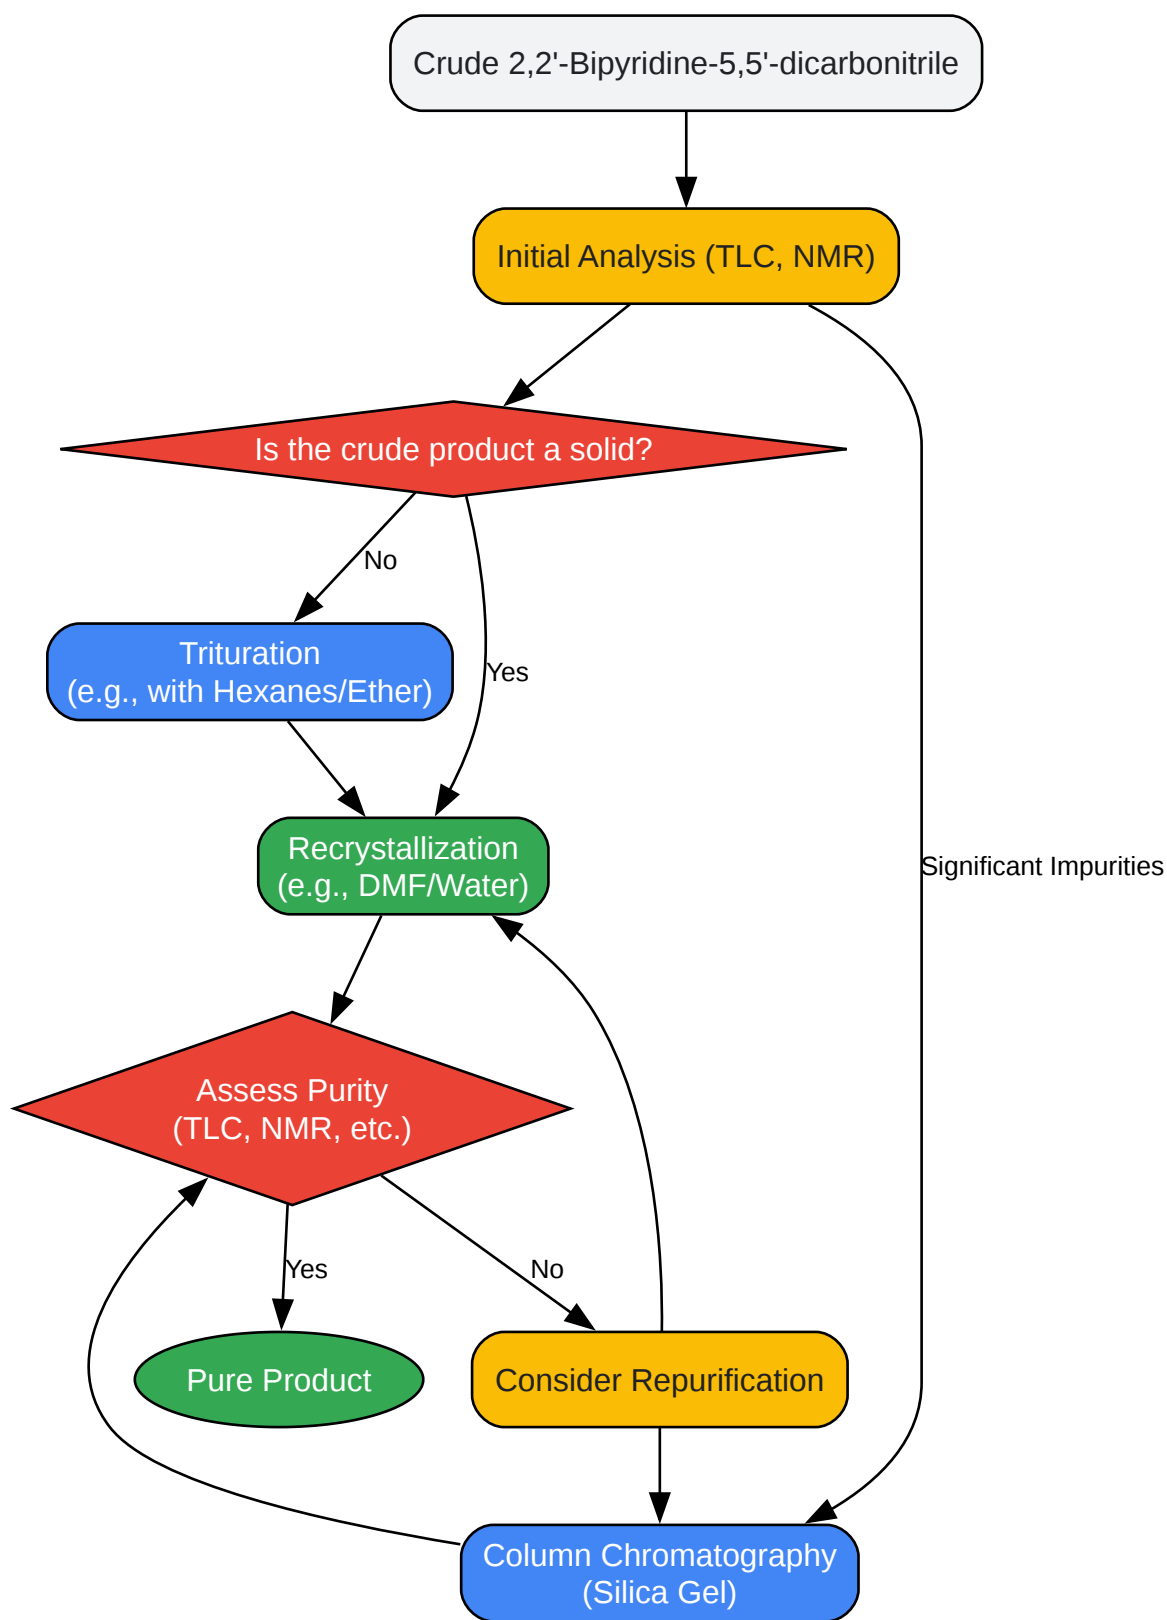 Crude 2,2'-Bipyridine-5,5'-dicarbonitrile
Initial Analysis (TLC, NMR)
Is the crude product a solid?
No
Trituration
(e.g., with Hexanes/Ether)
Yes
Recrystallization
(e.g., DMF/Water)
Significant Impurities
Assess Purity
(TLC, NMR, etc.)
Yes
No
Pure Product
Consider Repurification
Column Chromatography
(Silica Gel)